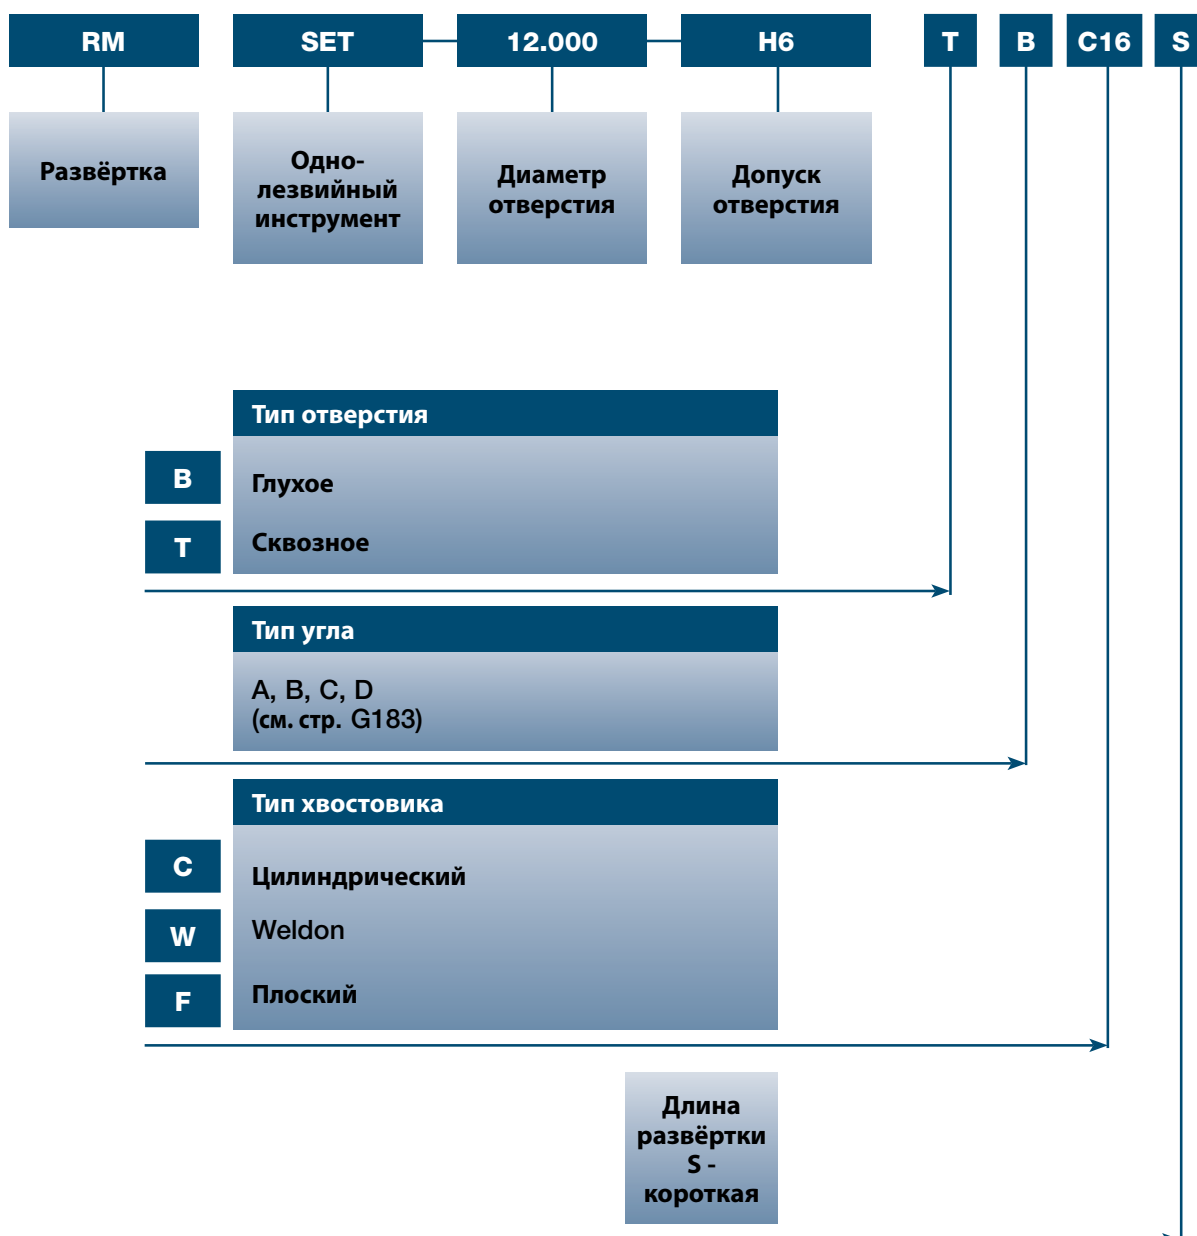 RM SET 12.000 H6 T B C16 S
Развёртка
Одно-
лезвийный
инструмент
Диаметр
отверстия
Допуск
отверстия
Тип отверстия
B
Глухое
T
Сквозное
Тип угла
A, B, C, D
(см. стр. G183)
Тип хвостовика
C
Цилиндрический
W
Weldon
F
Плоский
Длина
развёртки
S -
короткая